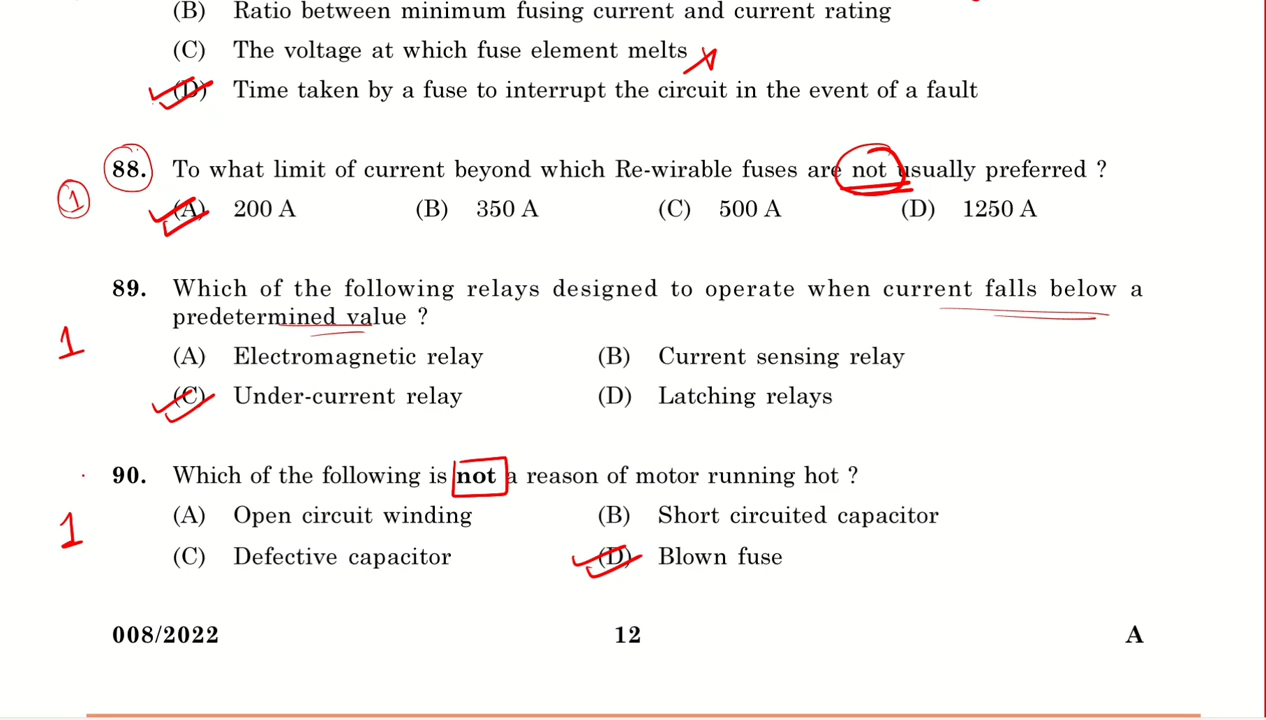 (B) Ratio between minimum fusing current and current rating
(C) The voltage at which fuse element melts
(D) Time taken by a fuse to interrupt the circuit in the event of a fault
88. To what limit of current beyond which Re-wirable fuses are not usually preferred ?
1
(A) 200 A (B) 350 A (C) 500 A (D) 1250 A
89. Which of the following relays designed to operate when current falls below a
predetermined value ?
1
(A) Electromagnetic relay (B) Current sensing relay
(C) Under-current relay (D) Latching relays
90. Which of the following is not a reason of motor running hot ?
1
(A) Open circuit winding (B) Short circuited capacitor
(C) Defective capacitor (D) Blown fuse
008/2022 12 A